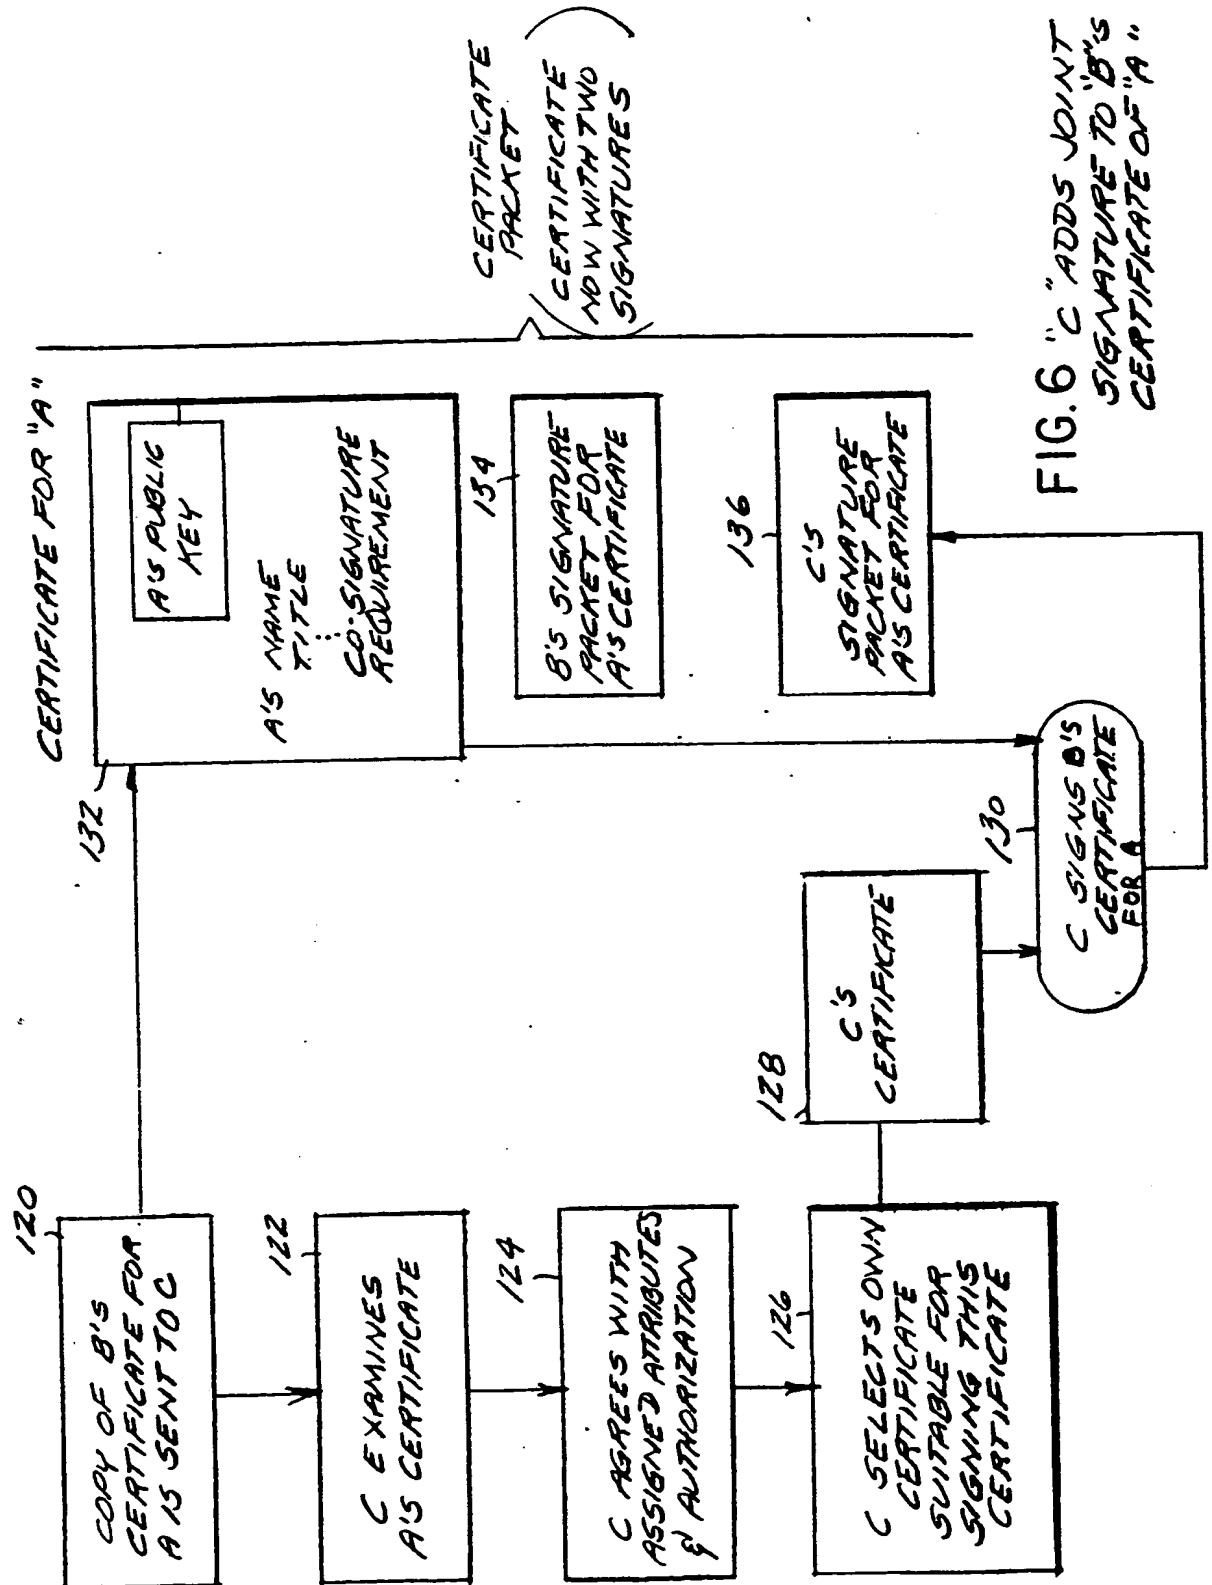 120
COPY OF B'S
CERTIFICATE FOR
A IS SENT TO C
122
C EXAMINES
A'S CERTIFICATE
124
C AGREES WITH
ASSIGNED ATTRIBUTES
& AUTHORIZATION
126
C SELECTS OWN
CERTIFICATE
SUITABLE FOR
SIGNING THIS
CERTIFICATE
128
C'S
CERTIFICATE
130
C SIGNS B'S
CERTIFICATE
FOR A
CERTIFICATE FOR "A"
132
A'S PUBLIC
KEY
A'S NAME
TITLE
⋮
CO-SIGNATURE
REQUIREMENT
134
B'S SIGNATURE
PACKET FOR
A'S CERTIFICATE
136
C'S
SIGNATURE
PACKET FOR
A'S CERTIFICATE
CERTIFICATE
PACKET
(CERTIFICATE
NOW WITH TWO
SIGNATURES)
FIG. 6 "C" ADDS JOINT
SIGNATURE TO "B"'s
CERTIFICATE OF "A"